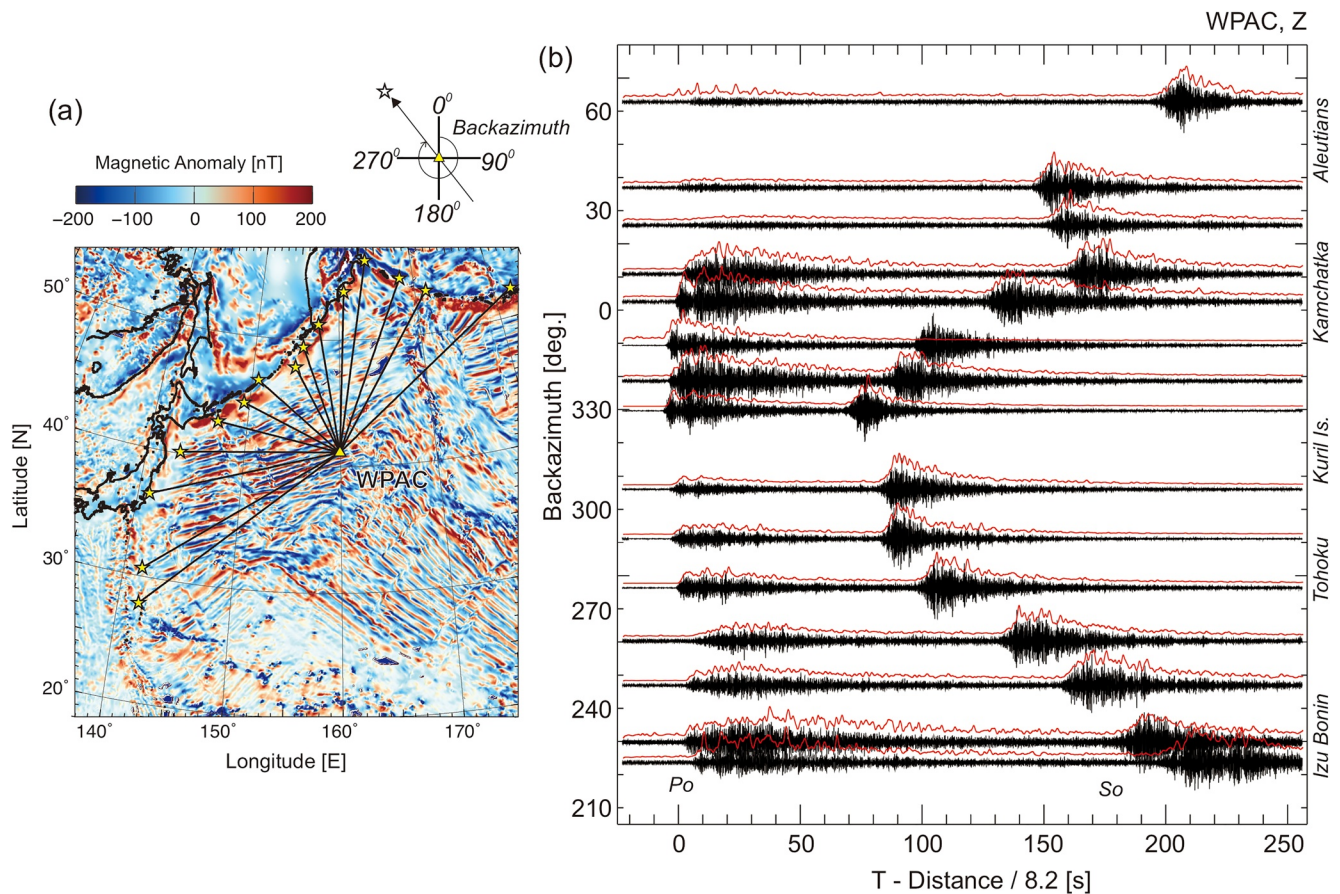 WPAC, Z
(a)
(b)
0⁰
Backazimuth
270⁰
90⁰
180⁰
Magnetic Anomaly [nT]
−200 −100 0 100 200
50˚
40˚
30˚
20˚
Latitude [N]
WPAC
140˚ 150˚ 160˚ 170˚
Longitude [E]
Backazimuth [deg.]
60
30
0
330
300
270
240
210
Aleutians
Kamchatka
Kuril Is.
Tohoku
Izu Bonin
Po
So
0 50 100 150 200 250
T - Distance / 8.2 [s]